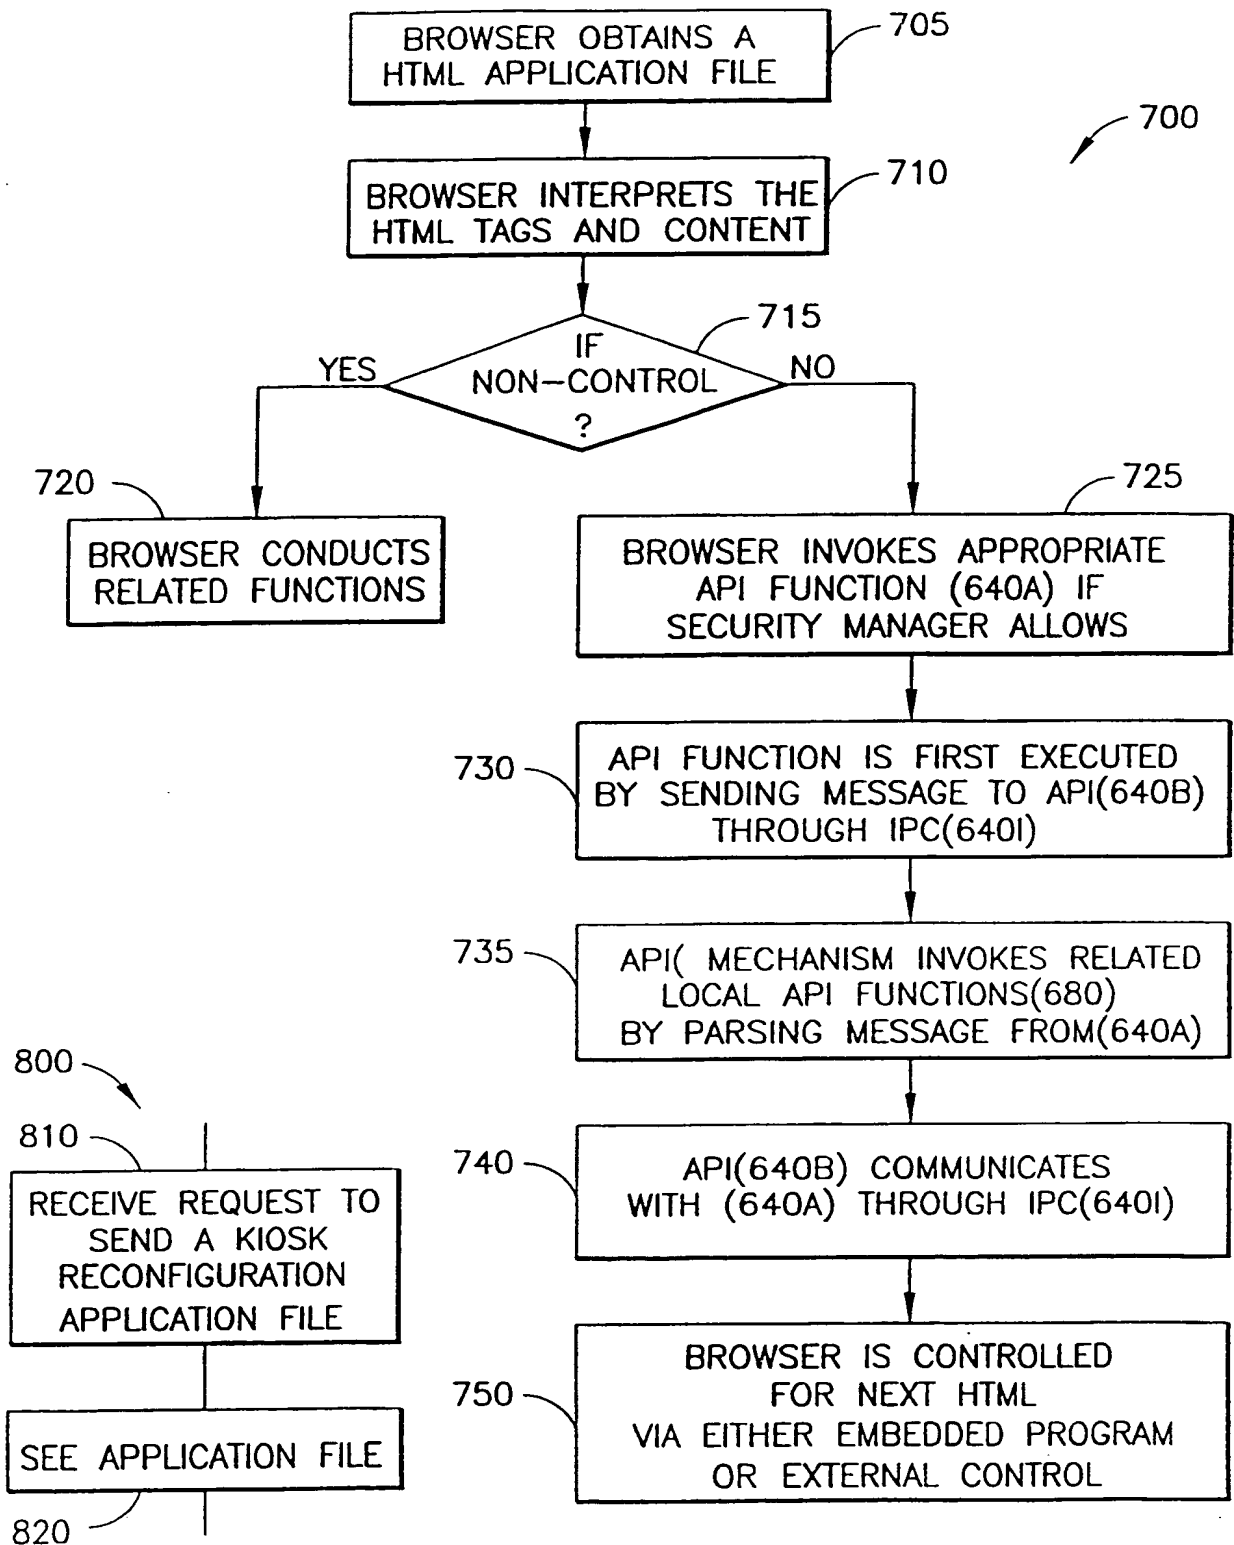 BROWSER OBTAINS A
HTML APPLICATION FILE
705
700
BROWSER INTERPRETS THE
HTML TAGS AND CONTENT
710
715
IF
NON-CONTROL
?
YES
NO
720
BROWSER CONDUCTS
RELATED FUNCTIONS
725
BROWSER INVOKES APPROPRIATE
API FUNCTION (640A) IF
SECURITY MANAGER ALLOWS
730
API FUNCTION IS FIRST EXECUTED
BY SENDING MESSAGE TO API(640B)
THROUGH IPC(640I)
735
API( MECHANISM INVOKES RELATED
LOCAL API FUNCTIONS(680)
BY PARSING MESSAGE FROM(640A)
740
API(640B) COMMUNICATES
WITH (640A) THROUGH IPC(640I)
750
BROWSER IS CONTROLLED
FOR NEXT HTML
VIA EITHER EMBEDDED PROGRAM
OR EXTERNAL CONTROL
800
810
RECEIVE REQUEST TO
SEND A KIOSK
RECONFIGURATION
APPLICATION FILE
SEE APPLICATION FILE
820